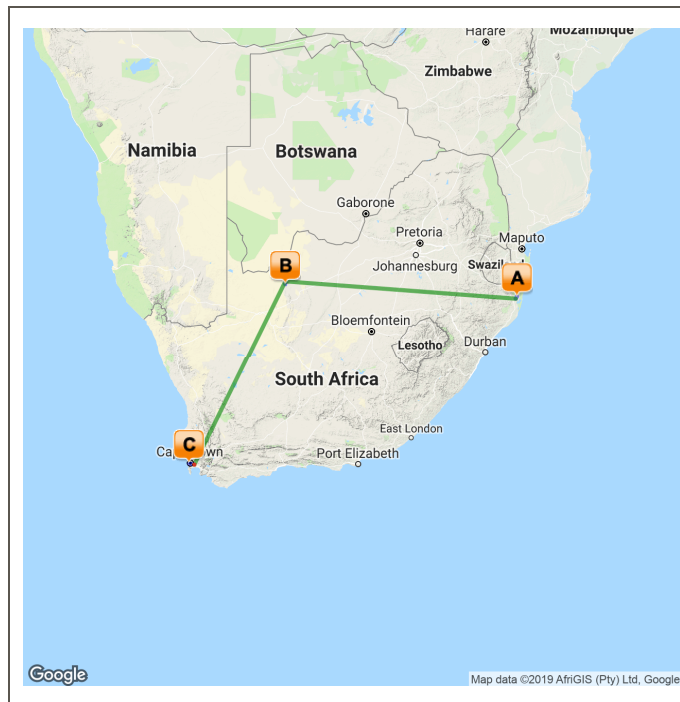 Harare
Mozambique
Zimbabwe
Namibia
Botswana
Gaborone
Pretoria
Maputo
Johannesburg
B
A
Bloemfontein
Lesotho
Durban
South Africa
East London
C
Port Elizabeth
Google
Map data ©2019 AfriGIS (Pty) Ltd, Google